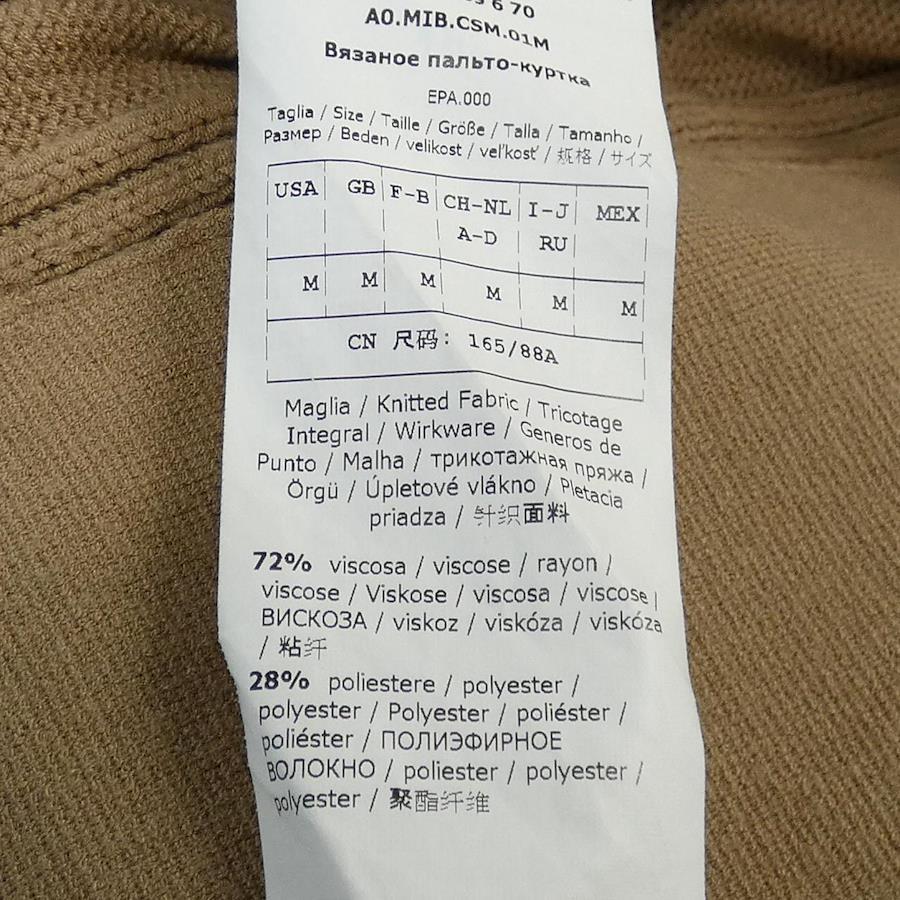 6 70
A0.MIB.CSM.01M
Вязаное пальто-куртка
EPA.000
Taglia / Size / Taille / Größe / Talla / Tamanho /
Размер / Beden / velikost / veľkosť / 规格 / サイズ
USA GB F-B CH-NL I-J MEX
A-D RU
M M M M M M
CN 尺码: 165/88A
Maglia / Knitted Fabric / Tricotage
Integral / Wirkware / Generos de
Punto / Malha / трикотажная пряжа /
Örgü / Úpletové vlákno / Pletacia
priadza / 针织面料
72% viscosa / viscose / rayon /
viscose / Viskose / viscosa / viscose /
ВИСКОЗА / viskoz / viskóza / viskóza
/ 粘纤
28% poliestere / polyester /
polyester / Polyester / poliéster /
poliéster / ПОЛИЭФИРНОЕ
ВОЛОКНО / poliester / polyester /
polyester / 聚酯纤维